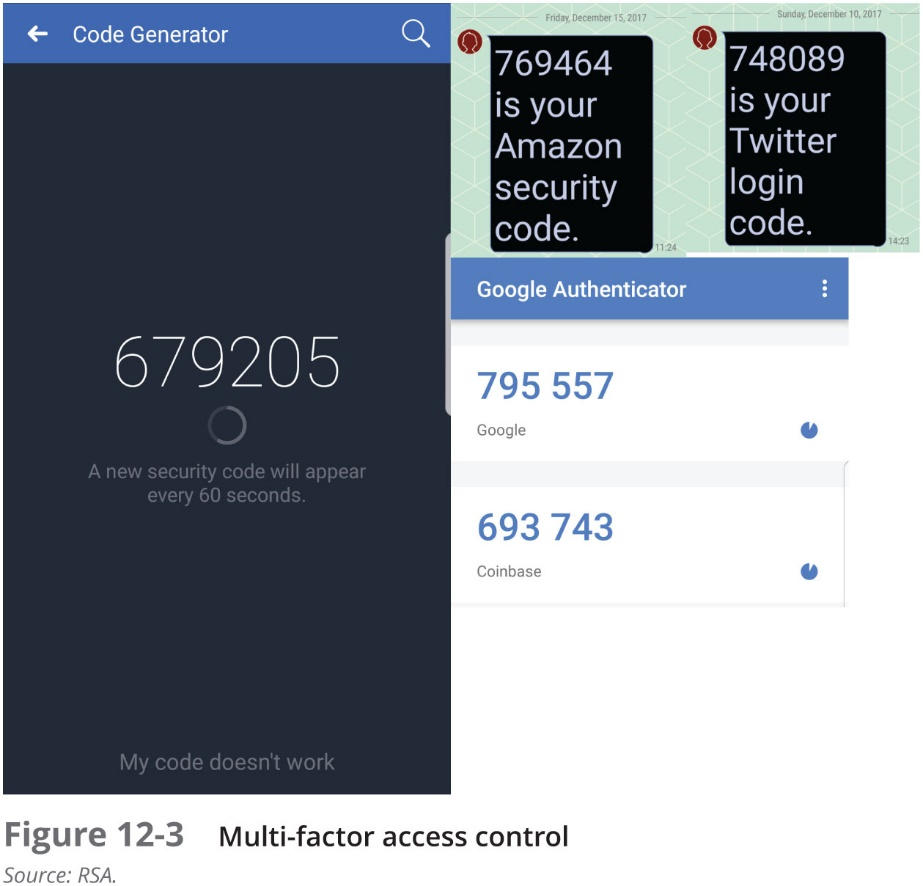 Code Generator
679205
A new security code will appear
every 60 seconds.
My code doesn't work
Friday, December 15, 2017
769464
is your
Amazon
security
code.
11:24
Sunday, December 10, 2017
748089
is your
Twitter
login
code.
14:23
Google Authenticator
795 557
Google
693 743
Coinbase
Figure 12-3 Multi-factor access control
Source: RSA.